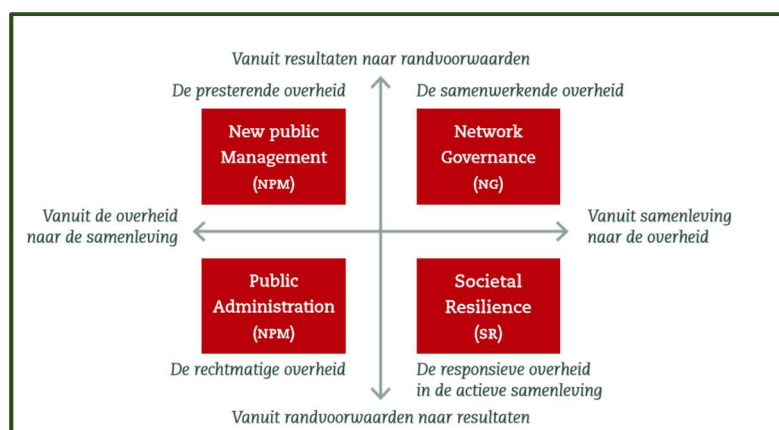 Vanuit resultaten naar randvoorwaarden
De presterende overheid
De samenwerkende overheid
New public
Management
(NPM)
Network
Governance
(NG)
Vanuit de overheid
naar de samenleving
Vanuit samenleving
naar de overheid
Public
Administration
(NPM)
Societal
Resilience
(SR)
De rechtmatige overheid
De responsieve overheid
in de actieve samenleving
Vanuit randvoorwaarden naar resultaten